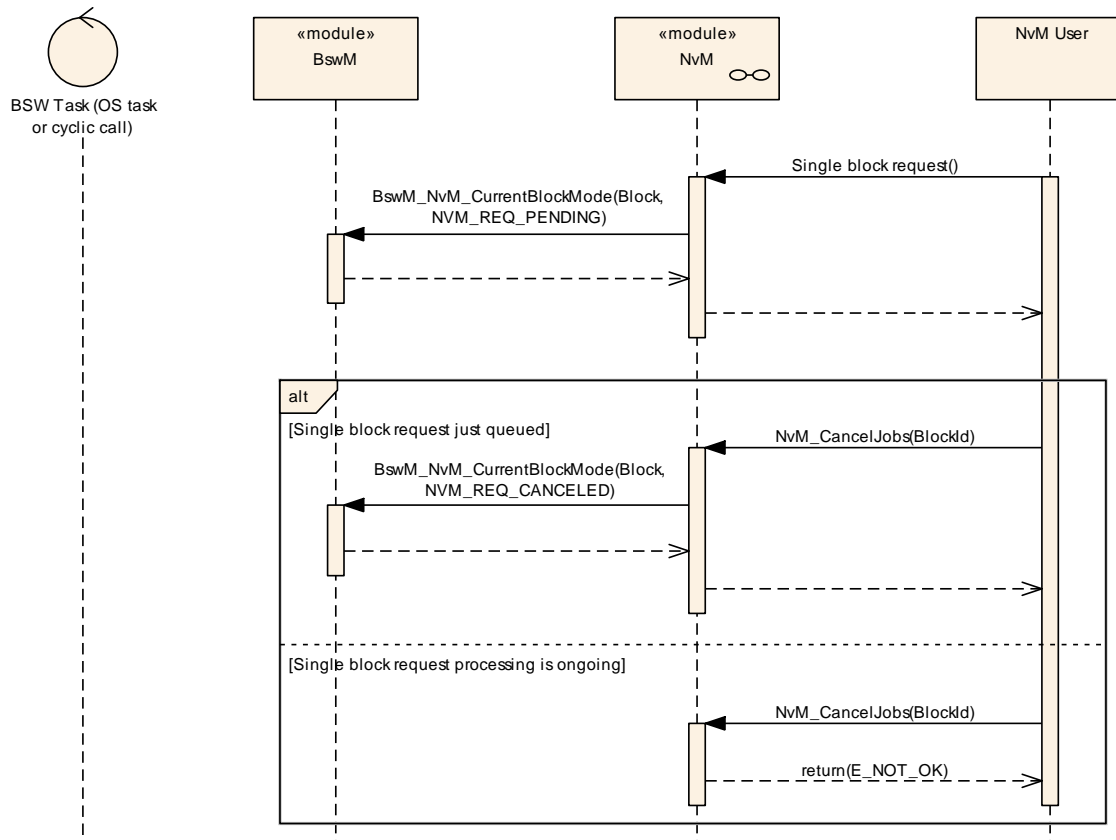 «module»
BswM
«module»
NvM
NvM User
BSW Task (OS task
or cyclic call)
Single block request()
BswM_NvM_CurrentBlockMode(Block,
NVM_REQ_PENDING)
alt
[Single block request just queued]
NvM_CancelJobs(BlockId)
BswM_NvM_CurrentBlockMode(Block,
NVM_REQ_CANCELED)
[Single block request processing is ongoing]
NvM_CancelJobs(BlockId)
return(E_NOT_OK)